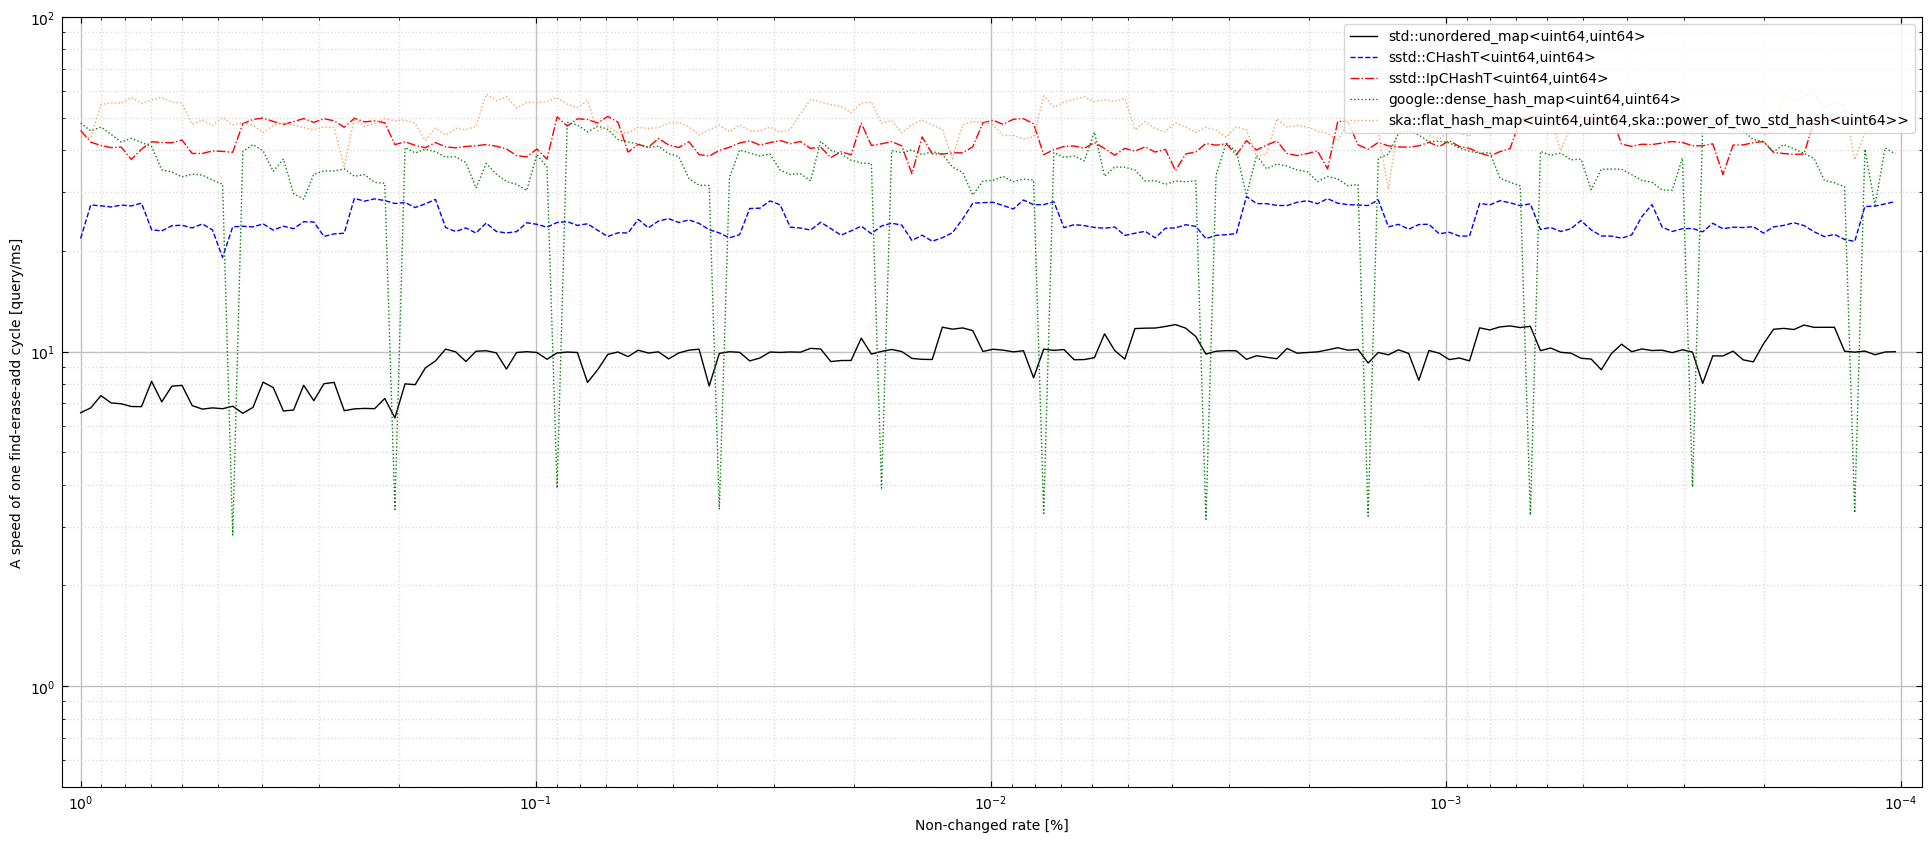 10²
10¹
10⁰
A speed of one find-erase-add cycle [query/ms]
std::unordered_map<uint64,uint64>
sstd::CHashT<uint64,uint64>
sstd::IpCHashT<uint64,uint64>
google::dense_hash_map<uint64,uint64>
ska::flat_hash_map<uint64,uint64,ska::power_of_two_std_hash<uint64>>
10⁰ 10⁻¹ 10⁻² 10⁻³ 10⁻⁴
Non-changed rate [%]